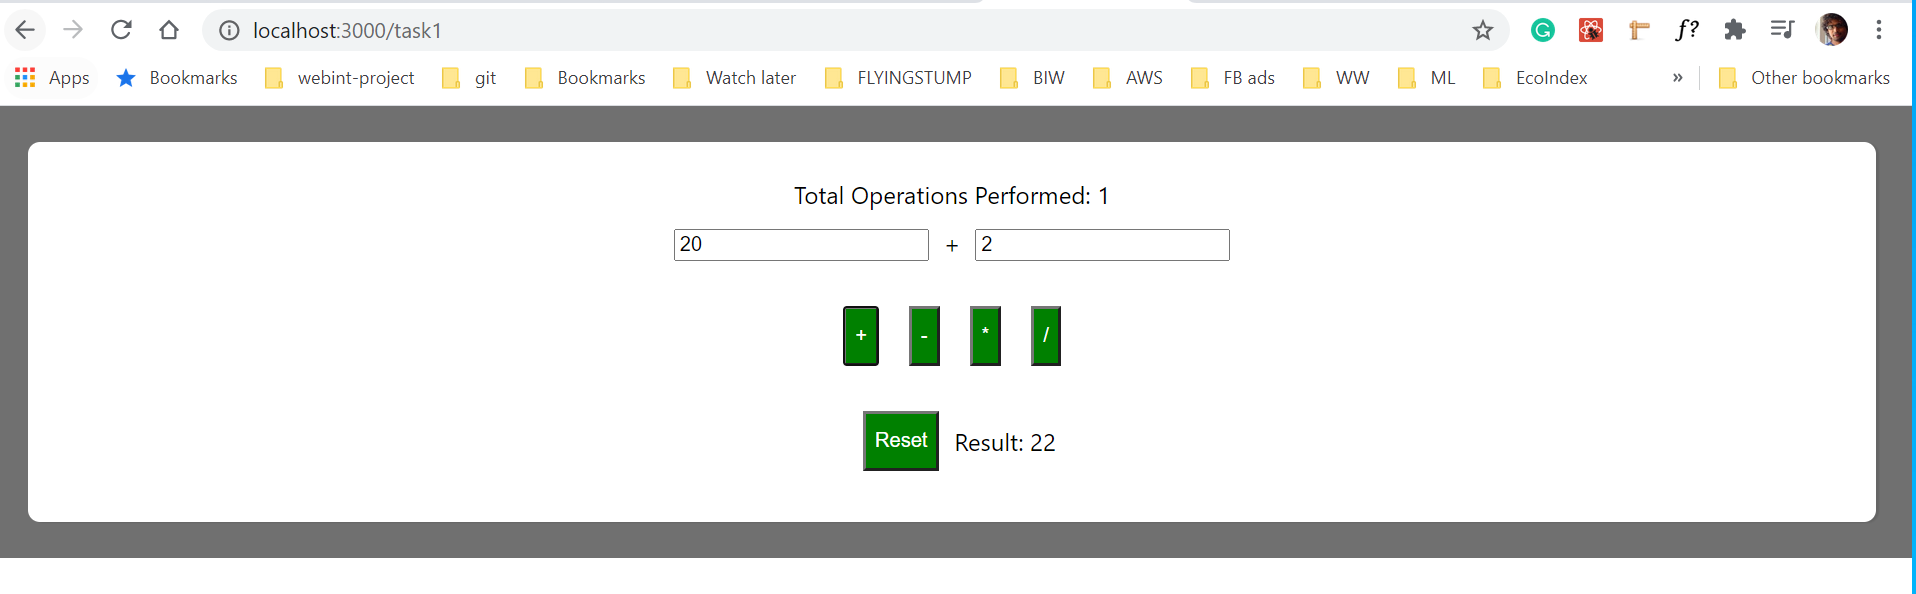 localhost:3000/task1
f?
Apps Bookmarks webint-project git Bookmarks Watch later FLYINGSTUMP BIW AWS FB ads WW ML EcoIndex » Other bookmarks
Total Operations Performed: 1
20 + 2
+ - * /
Reset Result: 22